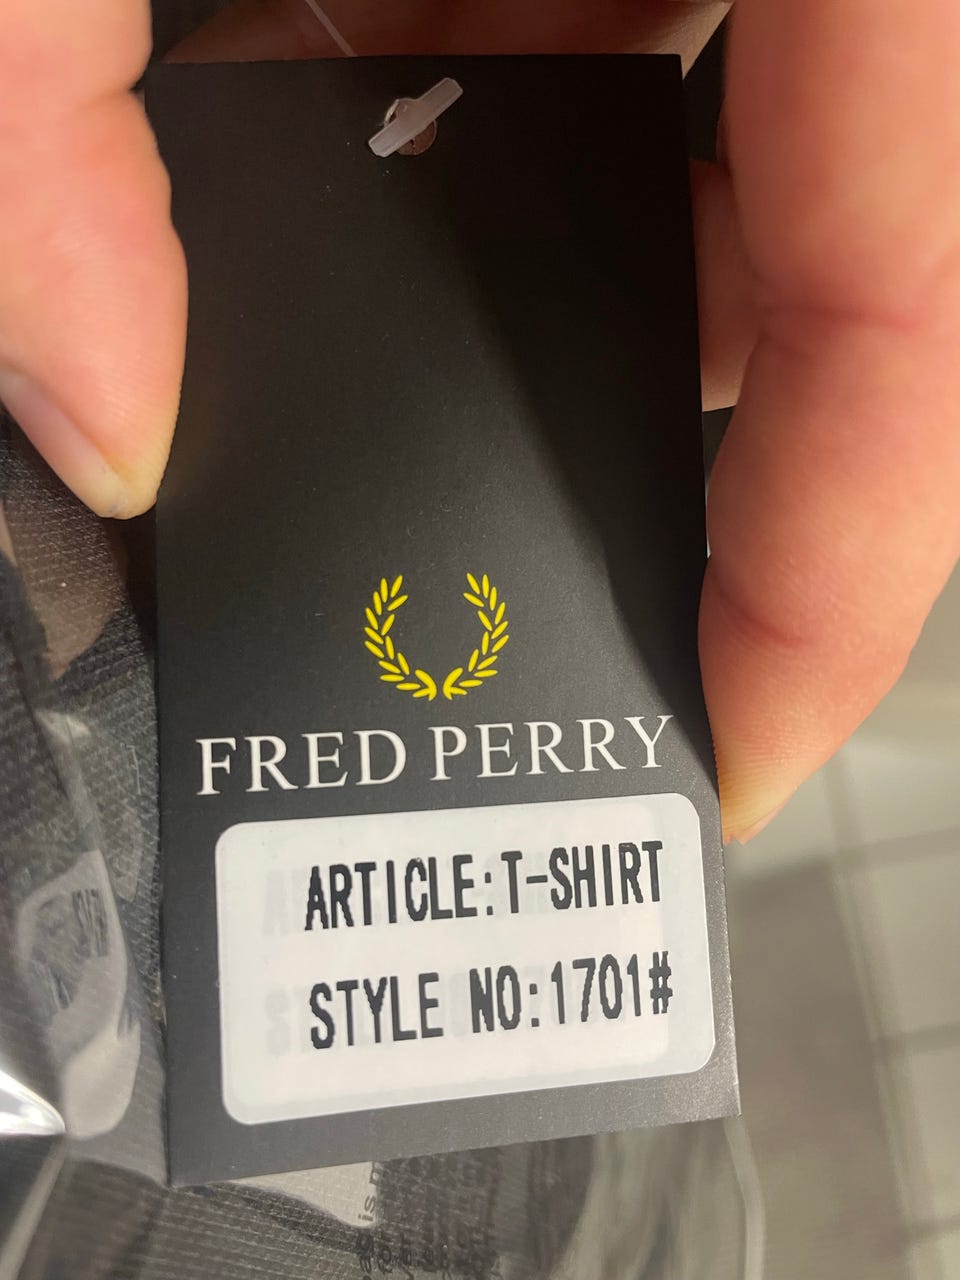 FRED PERRY
ARTICLE:T-SHIRT
STYLE NO:1701#